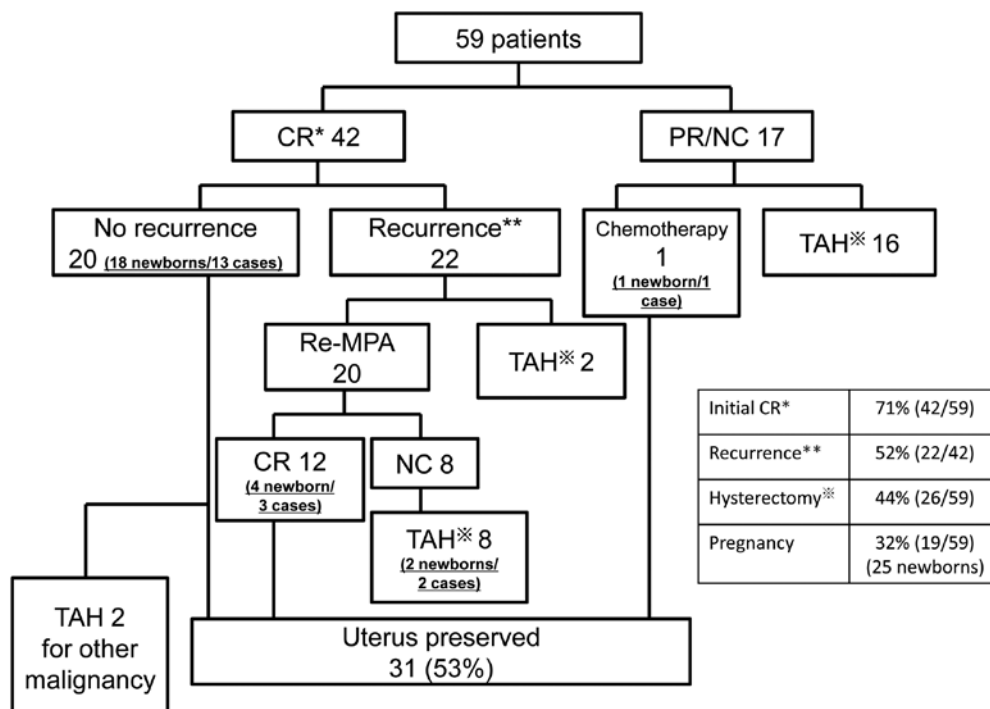 59 patients
CR* 42
PR/NC 17
No recurrence
20 (18 newborns/13 cases)
Recurrence**
22
Chemotherapy
1
(1 newborn/1
case)
TAH※ 16
Re-MPA
20
TAH※ 2
CR 12
(4 newborn/
3 cases)
NC 8
TAH※ 8
(2 newborns/
2 cases)
TAH 2
for other
malignancy
Uterus preserved
31 (53%)
Initial CR* 71% (42/59)
Recurrence** 52% (22/42)
Hysterectomy※ 44% (26/59)
Pregnancy 32% (19/59)
(25 newborns)